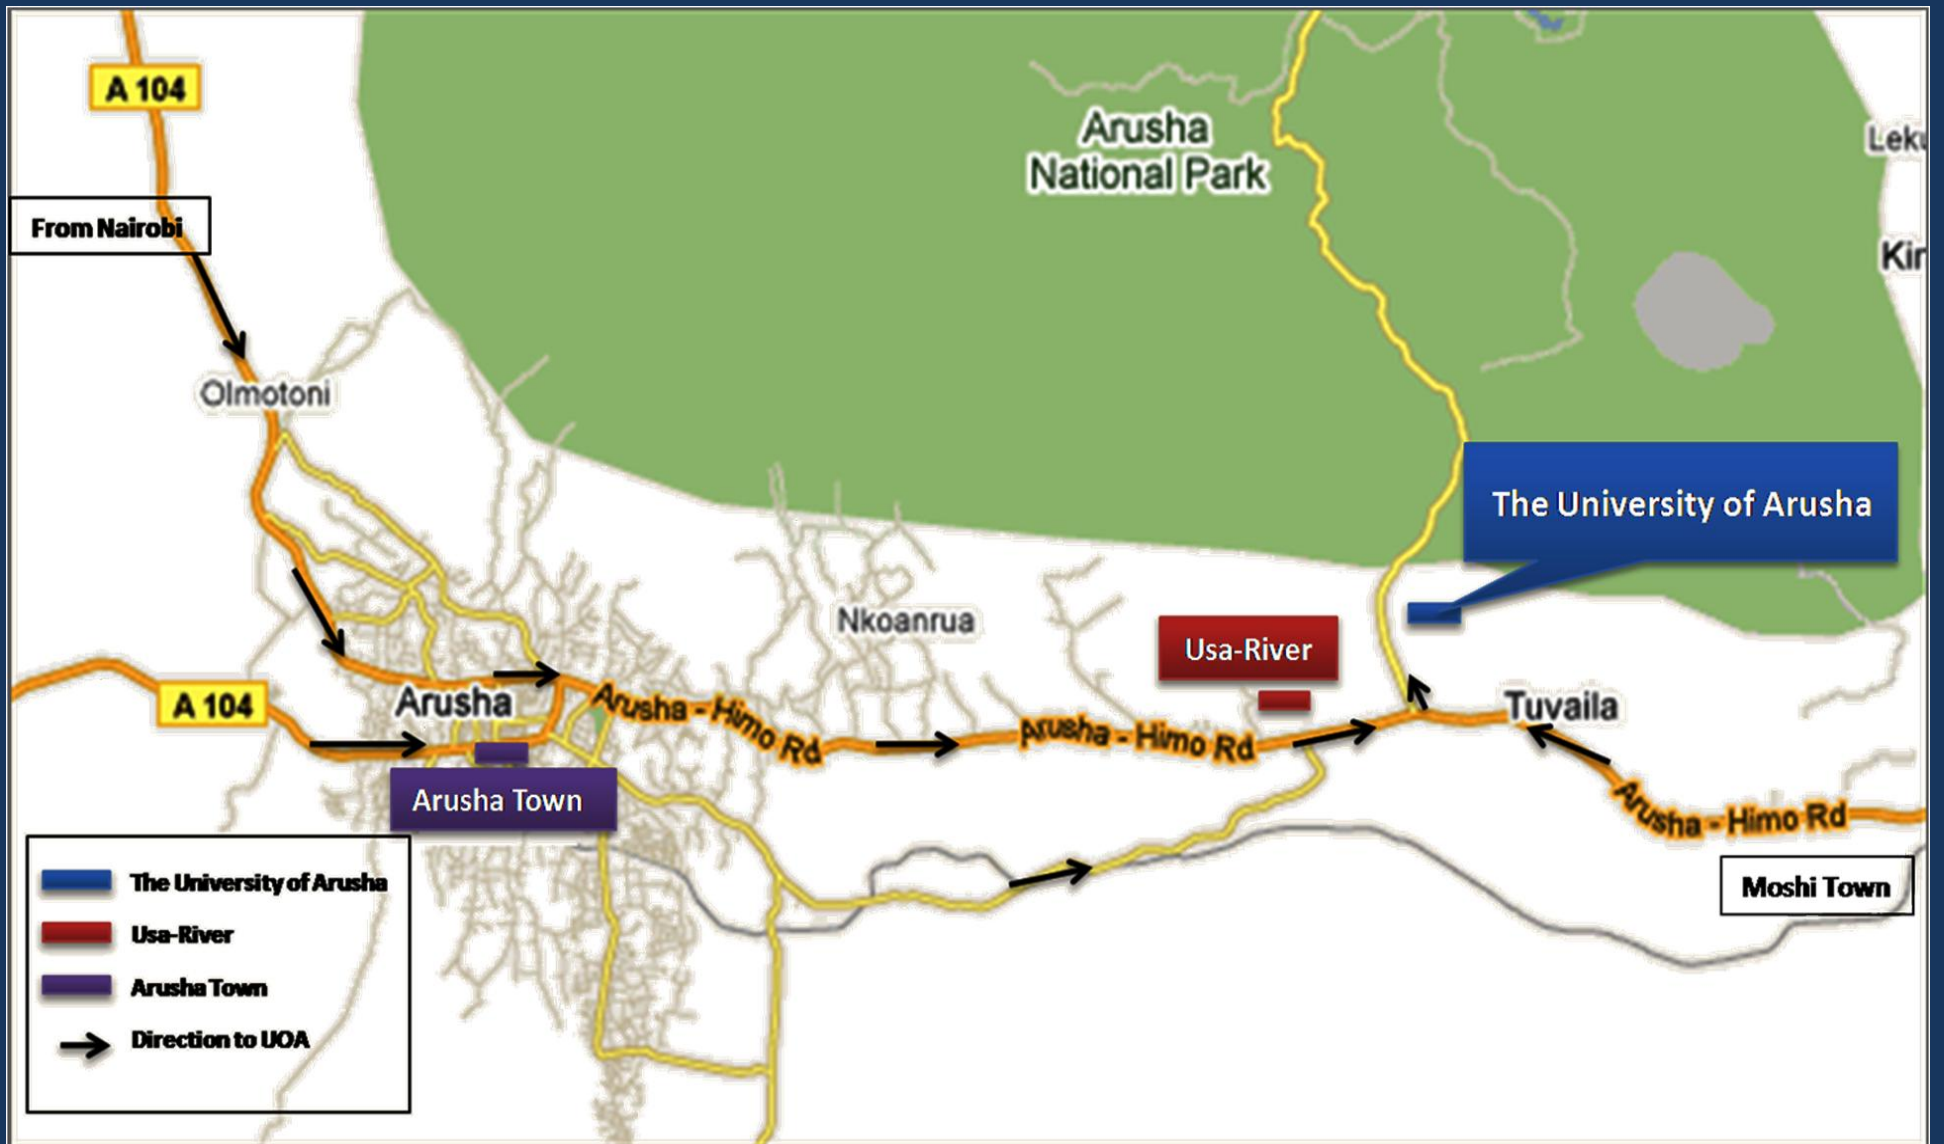 A 104
From Nairobi
Olmotoni
Arusha
National Park
The University of Arusha
Nkoanrua
Usa-River
A 104
Arusha
Arusha - Himo Rd
Arusha - Himo Rd
Tuvaila
Arusha - Himo Rd
Arusha Town
Moshi Town
The University of Arusha
Usa-River
Arusha Town
Direction to UOA